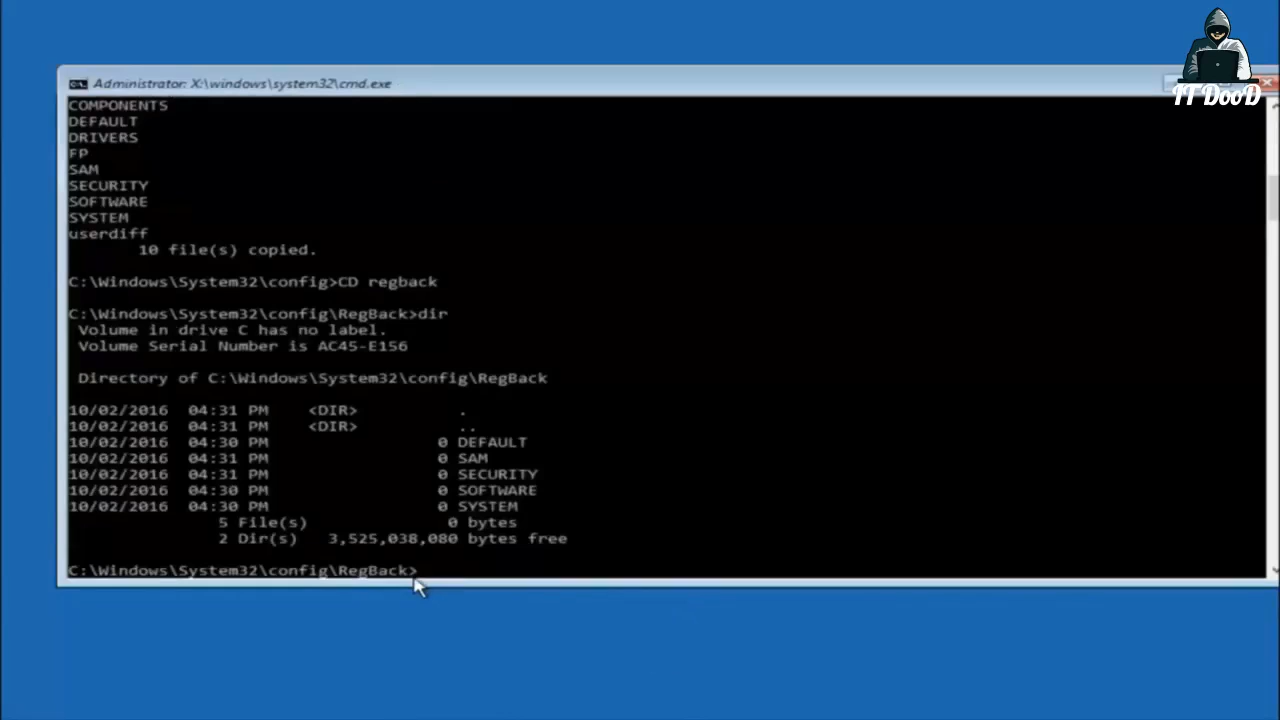 IT DooD
Administrator: X:\windows\system32\cmd.exe
COMPONENTS
DEFAULT
DRIVERS
FP
SAM
SECURITY
SOFTWARE
SYSTEM
userdiff
10 file(s) copied.
C:\Windows\System32\config>CD regback
C:\Windows\System32\config\RegBack>dir
Volume in drive C has no label.
Volume Serial Number is AC45-E156
Directory of C:\Windows\System32\config\RegBack
10/02/2016 04:31 PM <DIR> .
10/02/2016 04:31 PM <DIR> ..
10/02/2016 04:30 PM 0 DEFAULT
10/02/2016 04:31 PM 0 SAM
10/02/2016 04:31 PM 0 SECURITY
10/02/2016 04:30 PM 0 SOFTWARE
10/02/2016 04:30 PM 0 SYSTEM
5 File(s) 0 bytes
2 Dir(s) 3,525,038,080 bytes free
C:\Windows\System32\config\RegBack>